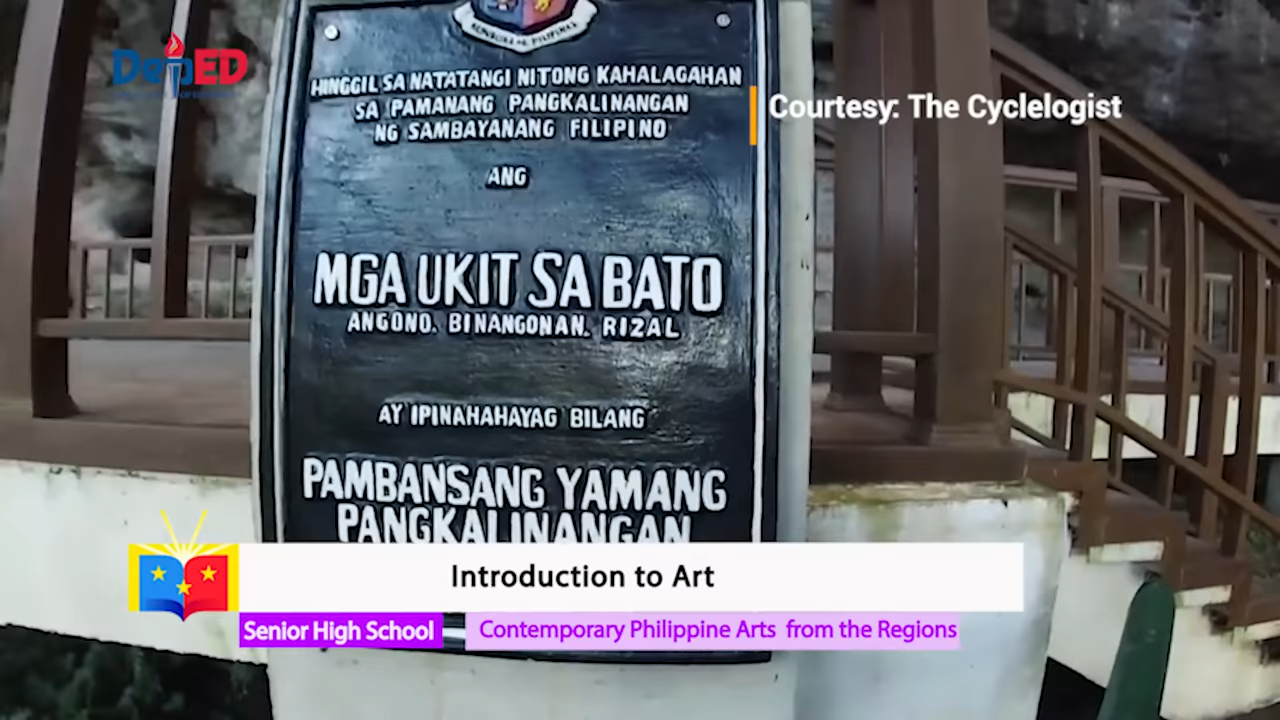 DepED
Courtesy: The Cyclelogist
HINGGIL SA NATATANGI NITONG KAHALAGAHAN
SA PAMANANG PANGKALINANGAN
NG SAMBAYANANG FILIPINO
ANG
MGA UKIT SA BATO
ANGONO, BINANGONAN, RIZAL
AY IPINAHAHAYAG BILANG
PAMBANSANG YAMANG
PANGKALINANGAN
Introduction to Art
Senior High School
Contemporary Philippine Arts from the Regions